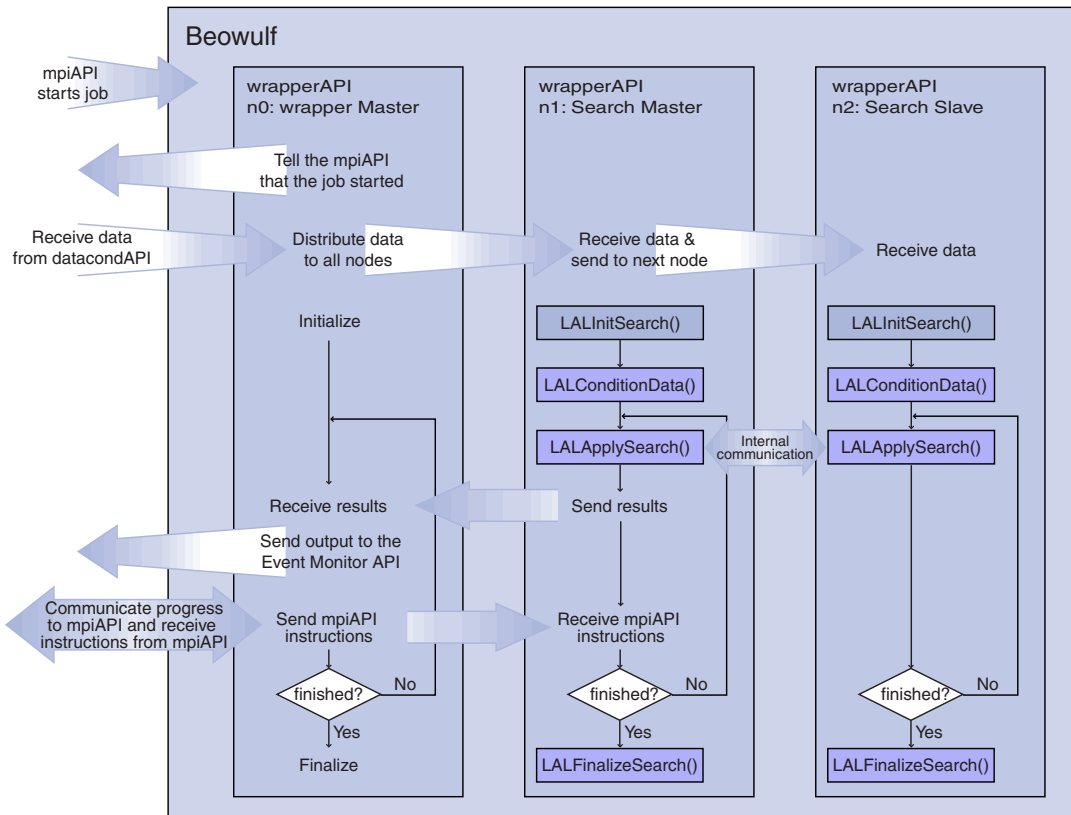 Beowulf
mpiAPI
starts job
wrapperAPI
n0: wrapper Master
wrapperAPI
n1: Search Master
wrapperAPI
n2: Search Slave
Tell the mpiAPI
that the job started
Receive data
from datacondAPI
Distribute data
to all nodes
Receive data &
send to next node
Receive data
Initialize
LALInitSearch()
LALInitSearch()
LALConditionData()
LALConditionData()
LALApplySearch()
Internal
communication
LALApplySearch()
Receive results
Send results
Send output to the
Event Monitor API
Communicate progress
to mpiAPI and receive
instructions from mpiAPI
Send mpiAPI
instructions
Receive mpiAPI
instructions
finished?
No
finished?
No
finished?
No
Yes
Yes
Yes
Finalize
LALFinalizeSearch()
LALFinalizeSearch()